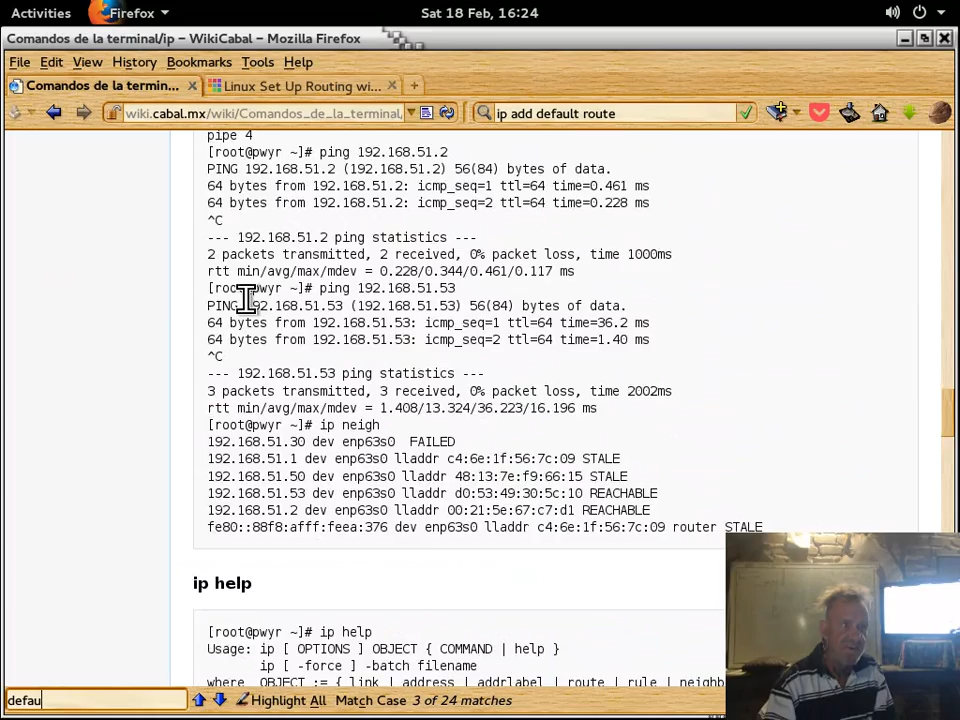 Activities Firefox Sat 18 Feb, 16:24
Comandos de la terminal/ip – WikiCabal – Mozilla Firefox
File Edit View History Bookmarks Tools Help
Comandos de la termin... Linux Set Up Routing wi...
wiki.cabal.mx/wiki/Comandos_de_la_terminal, ip add default route
pipe 4
[root@pwyr ~]# ping 192.168.51.2
PING 192.168.51.2 (192.168.51.2) 56(84) bytes of data.
64 bytes from 192.168.51.2: icmp_seq=1 ttl=64 time=0.461 ms
64 bytes from 192.168.51.2: icmp_seq=2 ttl=64 time=0.228 ms
^C
--- 192.168.51.2 ping statistics ---
2 packets transmitted, 2 received, 0% packet loss, time 1000ms
rtt min/avg/max/mdev = 0.228/0.344/0.461/0.117 ms
[root@pwyr ~]# ping 192.168.51.53
PING 192.168.51.53 (192.168.51.53) 56(84) bytes of data.
64 bytes from 192.168.51.53: icmp_seq=1 ttl=64 time=36.2 ms
64 bytes from 192.168.51.53: icmp_seq=2 ttl=64 time=1.40 ms
^C
--- 192.168.51.53 ping statistics ---
3 packets transmitted, 3 received, 0% packet loss, time 2002ms
rtt min/avg/max/mdev = 1.408/13.324/36.223/16.196 ms
[root@pwyr ~]# ip neigh
192.168.51.30 dev enp63s0  FAILED
192.168.51.1 dev enp63s0 lladdr c4:6e:1f:56:7c:09 STALE
192.168.51.50 dev enp63s0 lladdr 48:13:7e:f9:66:15 STALE
192.168.51.53 dev enp63s0 lladdr d0:53:49:30:5c:10 REACHABLE
192.168.51.2 dev enp63s0 lladdr 00:21:5e:67:c7:d1 REACHABLE
fe80::88f8:afff:feea:376 dev enp63s0 lladdr c4:6e:1f:56:7c:09 router STALE
ip help
[root@pwyr ~]# ip help
Usage: ip [ OPTIONS ] OBJECT { COMMAND | help }
ip [ -force ] -batch filename
where OBJECT := { link | address | addrlabel | route | rule | neighb
defau Highlight All Match Case 3 of 24 matches